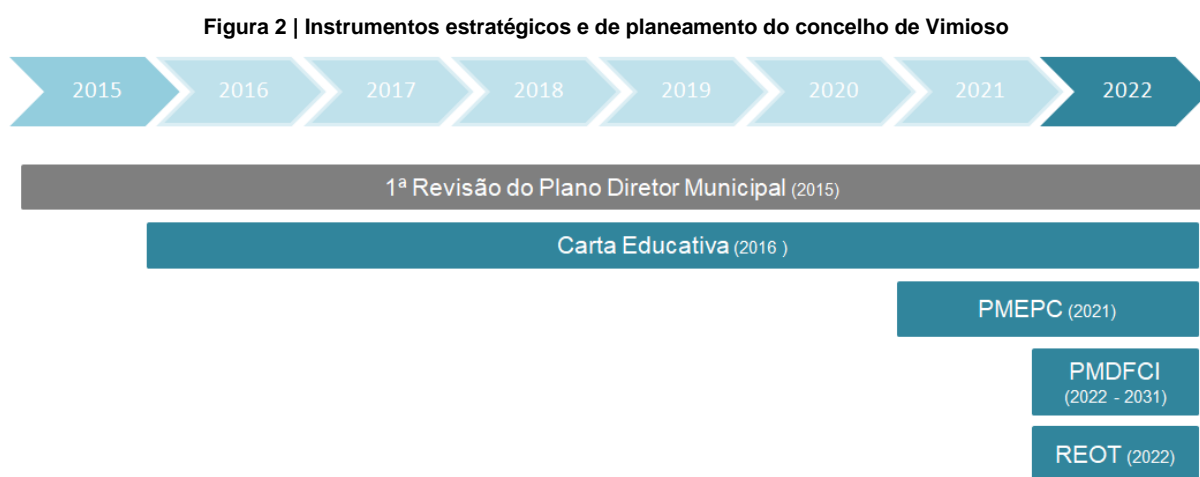 Figura 2 | Instrumentos estratégicos e de planeamento do concelho de Vimioso
2015 2016 2017 2018 2019 2020 2021 2022
1ª Revisão do Plano Diretor Municipal (2015)
Carta Educativa (2016 )
PMEPC (2021)
PMDFCI
(2022 - 2031)
REOT (2022)